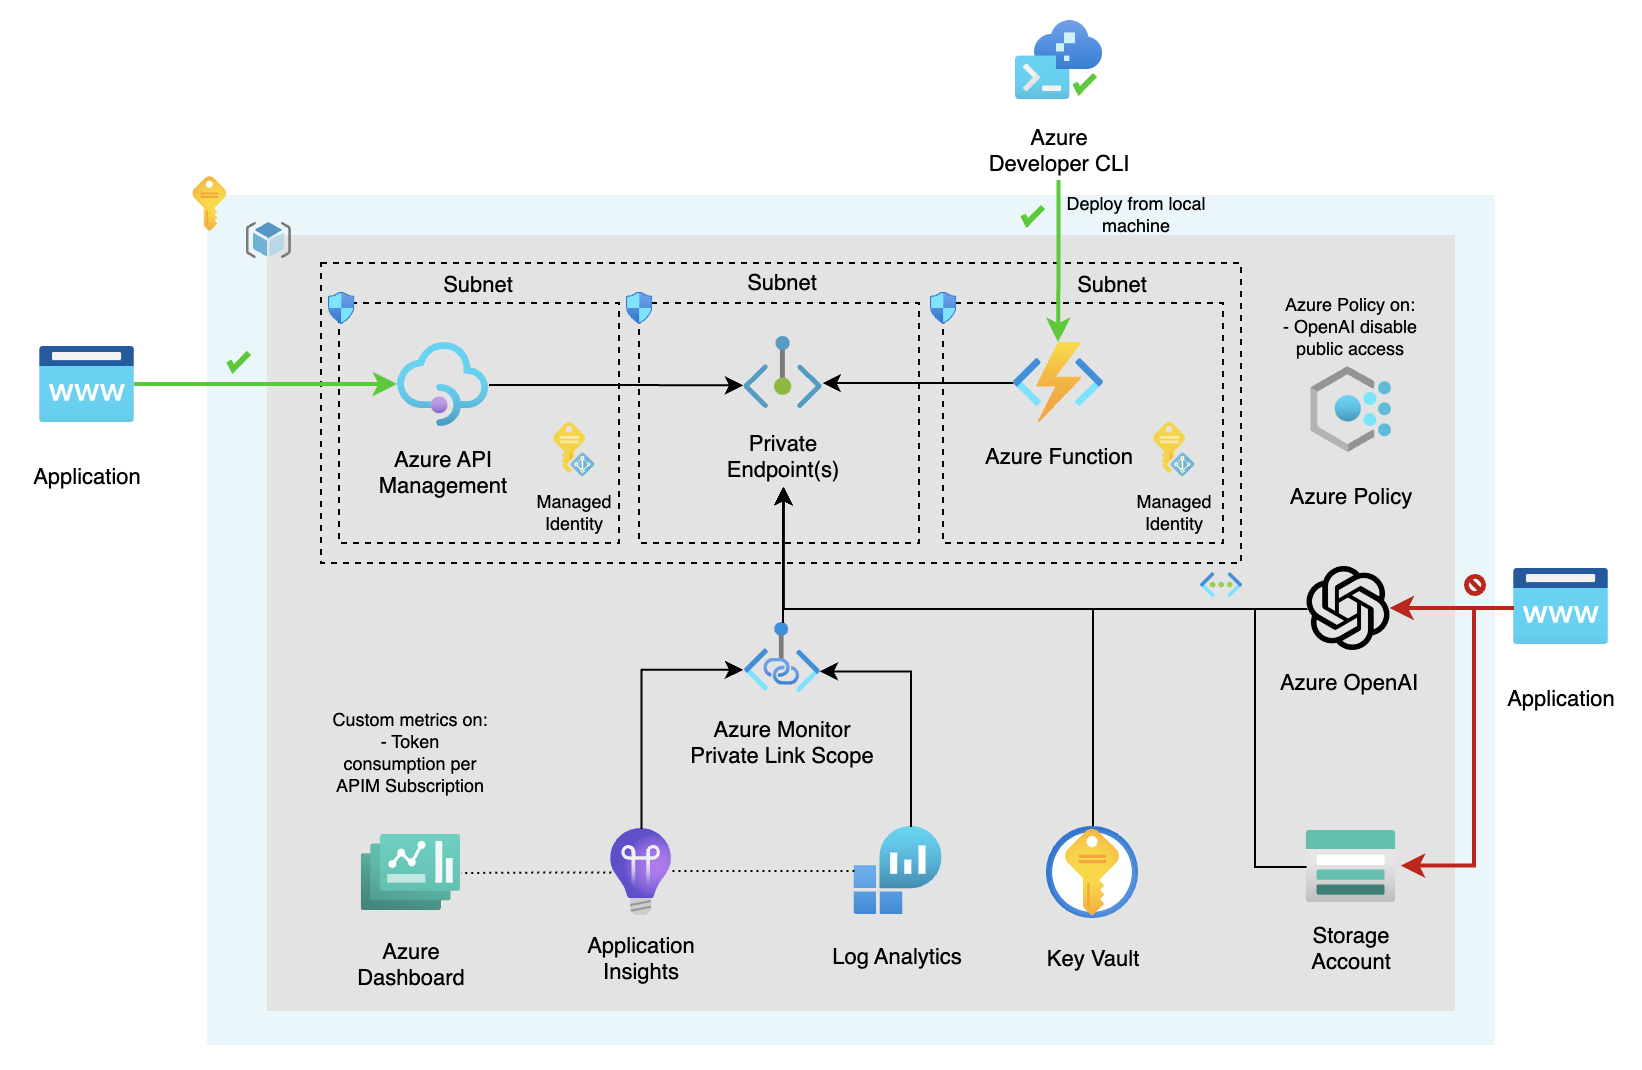 Azure
Developer CLI
Deploy from local
machine
Subnet
Subnet
Subnet
Azure Policy on:
- OpenAI disable
public access
WWW
Application
Azure API
Management
Managed
Identity
Private
Endpoint(s)
Azure Function
Managed
Identity
Azure Policy
WWW
Azure OpenAI
Application
Custom metrics on:
- Token
consumption per
APIM Subscription
Azure Monitor
Private Link Scope
Azure
Dashboard
Application
Insights
Log Analytics
Key Vault
Storage
Account